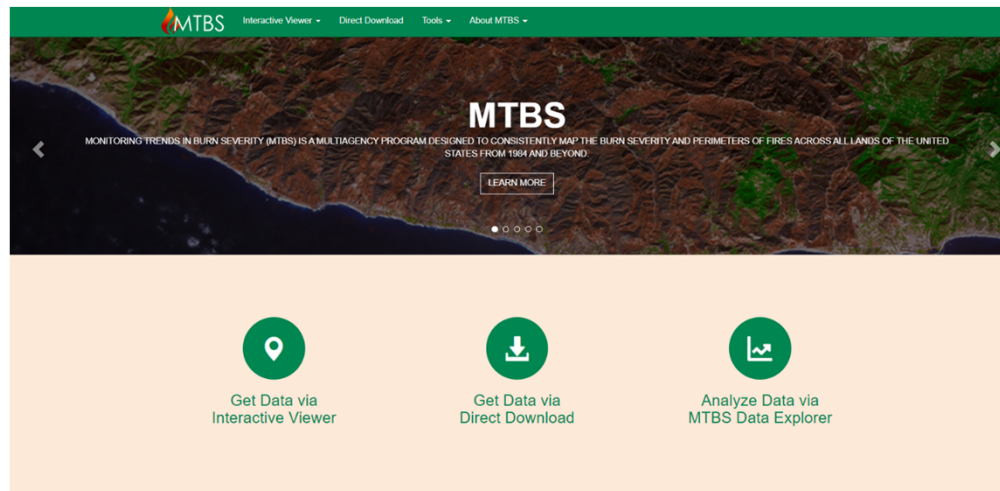 MTBS
Interactive Viewer
Direct Download
Tools
About MTBS
MTBS
MONITORING TRENDS IN BURN SEVERITY (MTBS) IS A MULTIAGENCY PROGRAM DESIGNED TO CONSISTENTLY MAP THE BURN SEVERITY AND PERIMETERS OF FIRES ACROSS ALL LANDS OF THE UNITED
STATES FROM 1984 AND BEYOND.
LEARN MORE
Get Data via
Interactive Viewer
Get Data via
Direct Download
Analyze Data via
MTBS Data Explorer